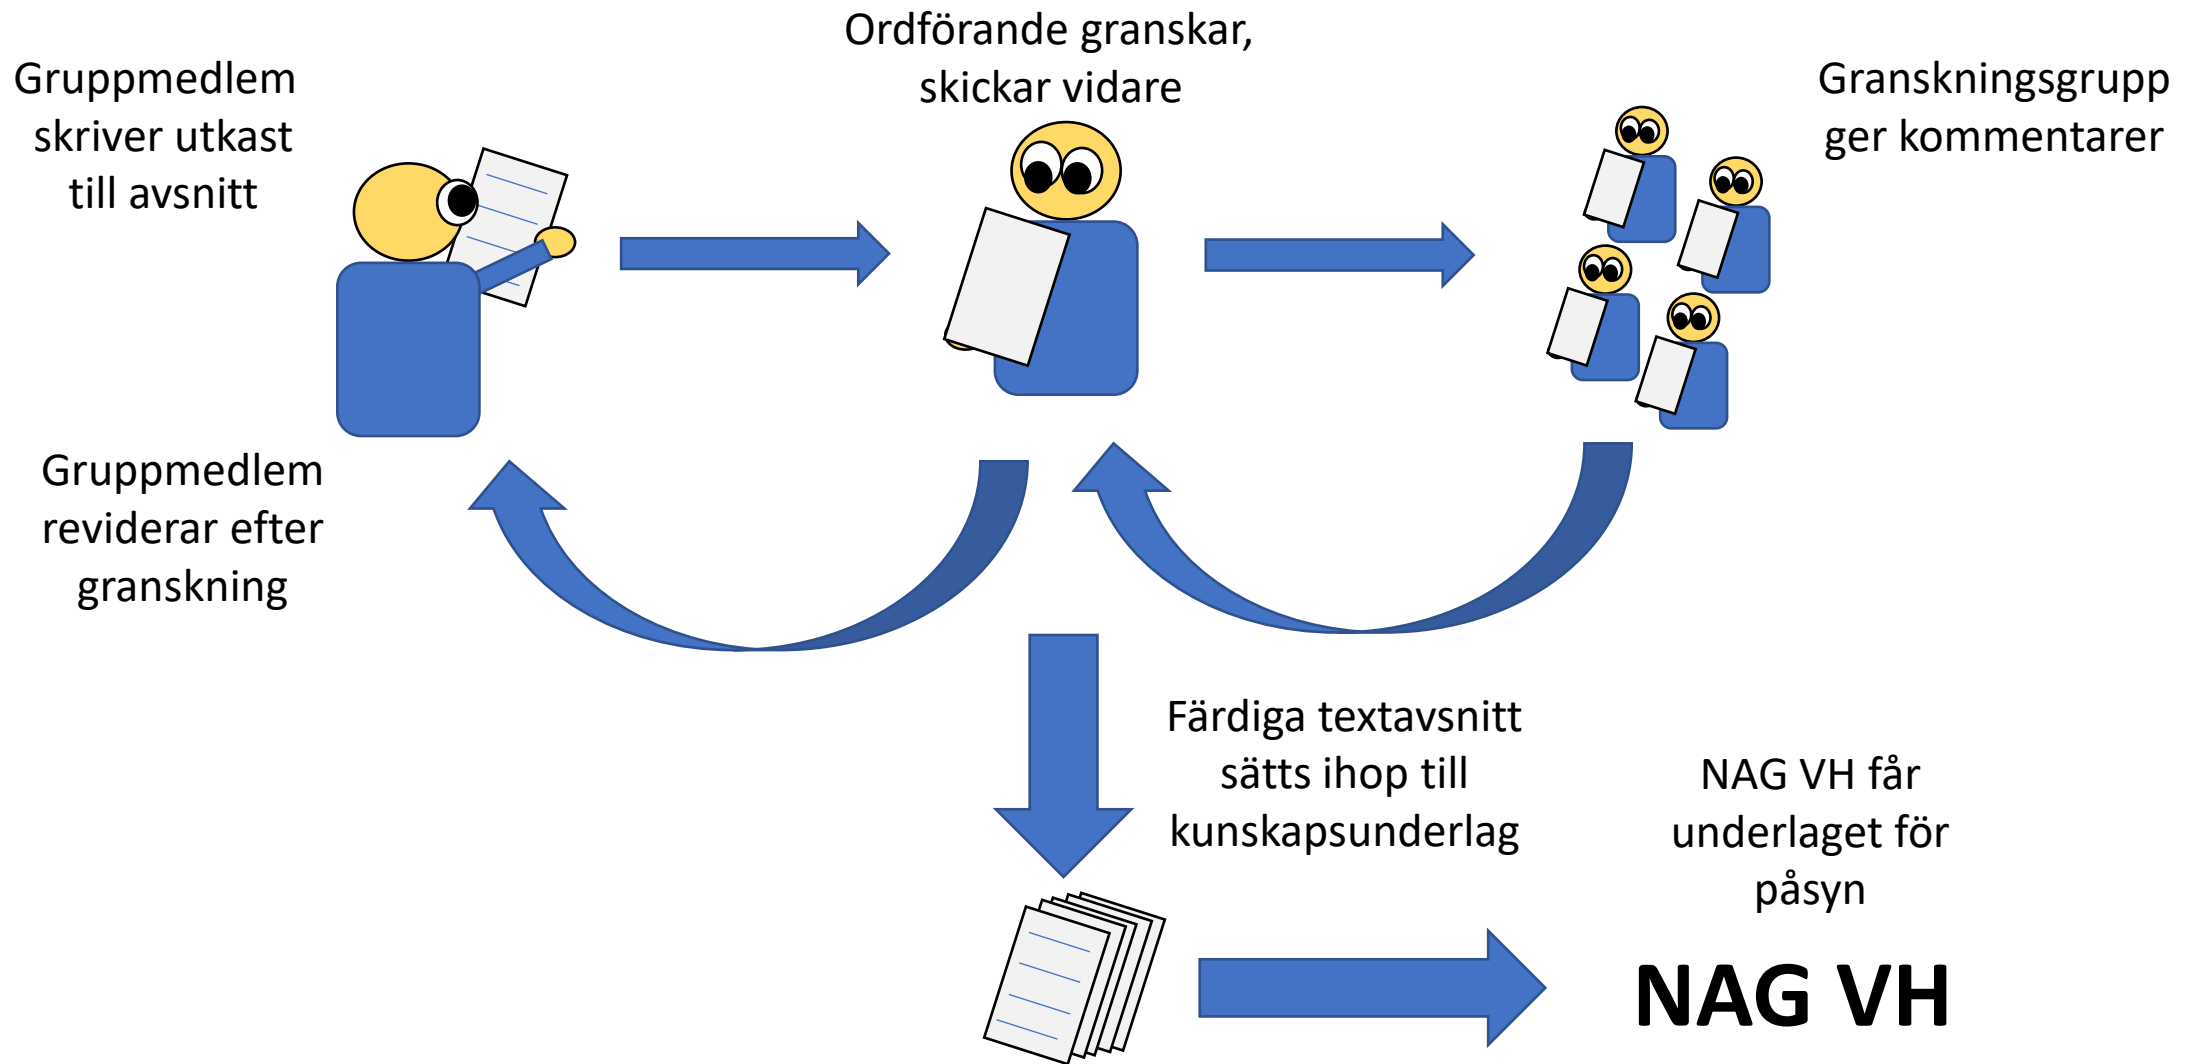 Gruppmedlem
skriver utkast
till avsnitt
Ordförande granskar,
skickar vidare
Granskningsgrupp
ger kommentarer
Gruppmedlem
reviderar efter
granskning
Färdiga textavsnitt
sätts ihop till
kunskapsunderlag
NAG VH får
underlaget för
påsyn
NAG VH